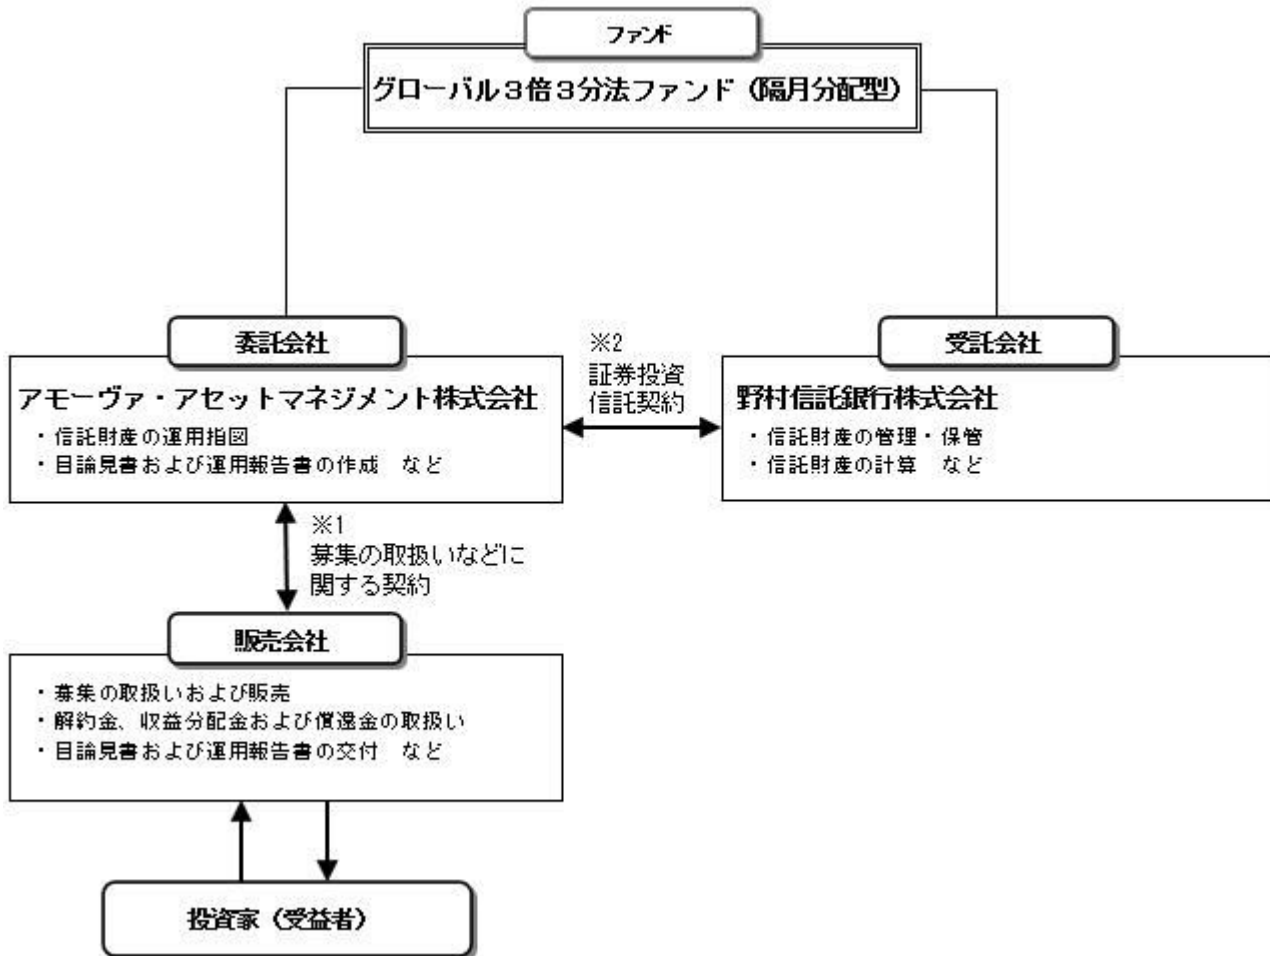 ファンド
グローバル３倍３分法ファンド（隔月分配型）
委託会社
アモーヴァ・アセットマネジメント株式会社
・信託財産の運用指図
・目論見書および運用報告書の作成　など
※2
証券投資
信託契約
受託会社
野村信託銀行株式会社
・信託財産の管理・保管
・信託財産の計算　など
※1
募集の取扱いなどに
関する契約
販売会社
・募集の取扱いおよび販売
・解約金、収益分配金および償還金の取扱い
・目論見書および運用報告書の交付　など
投資家（受益者）